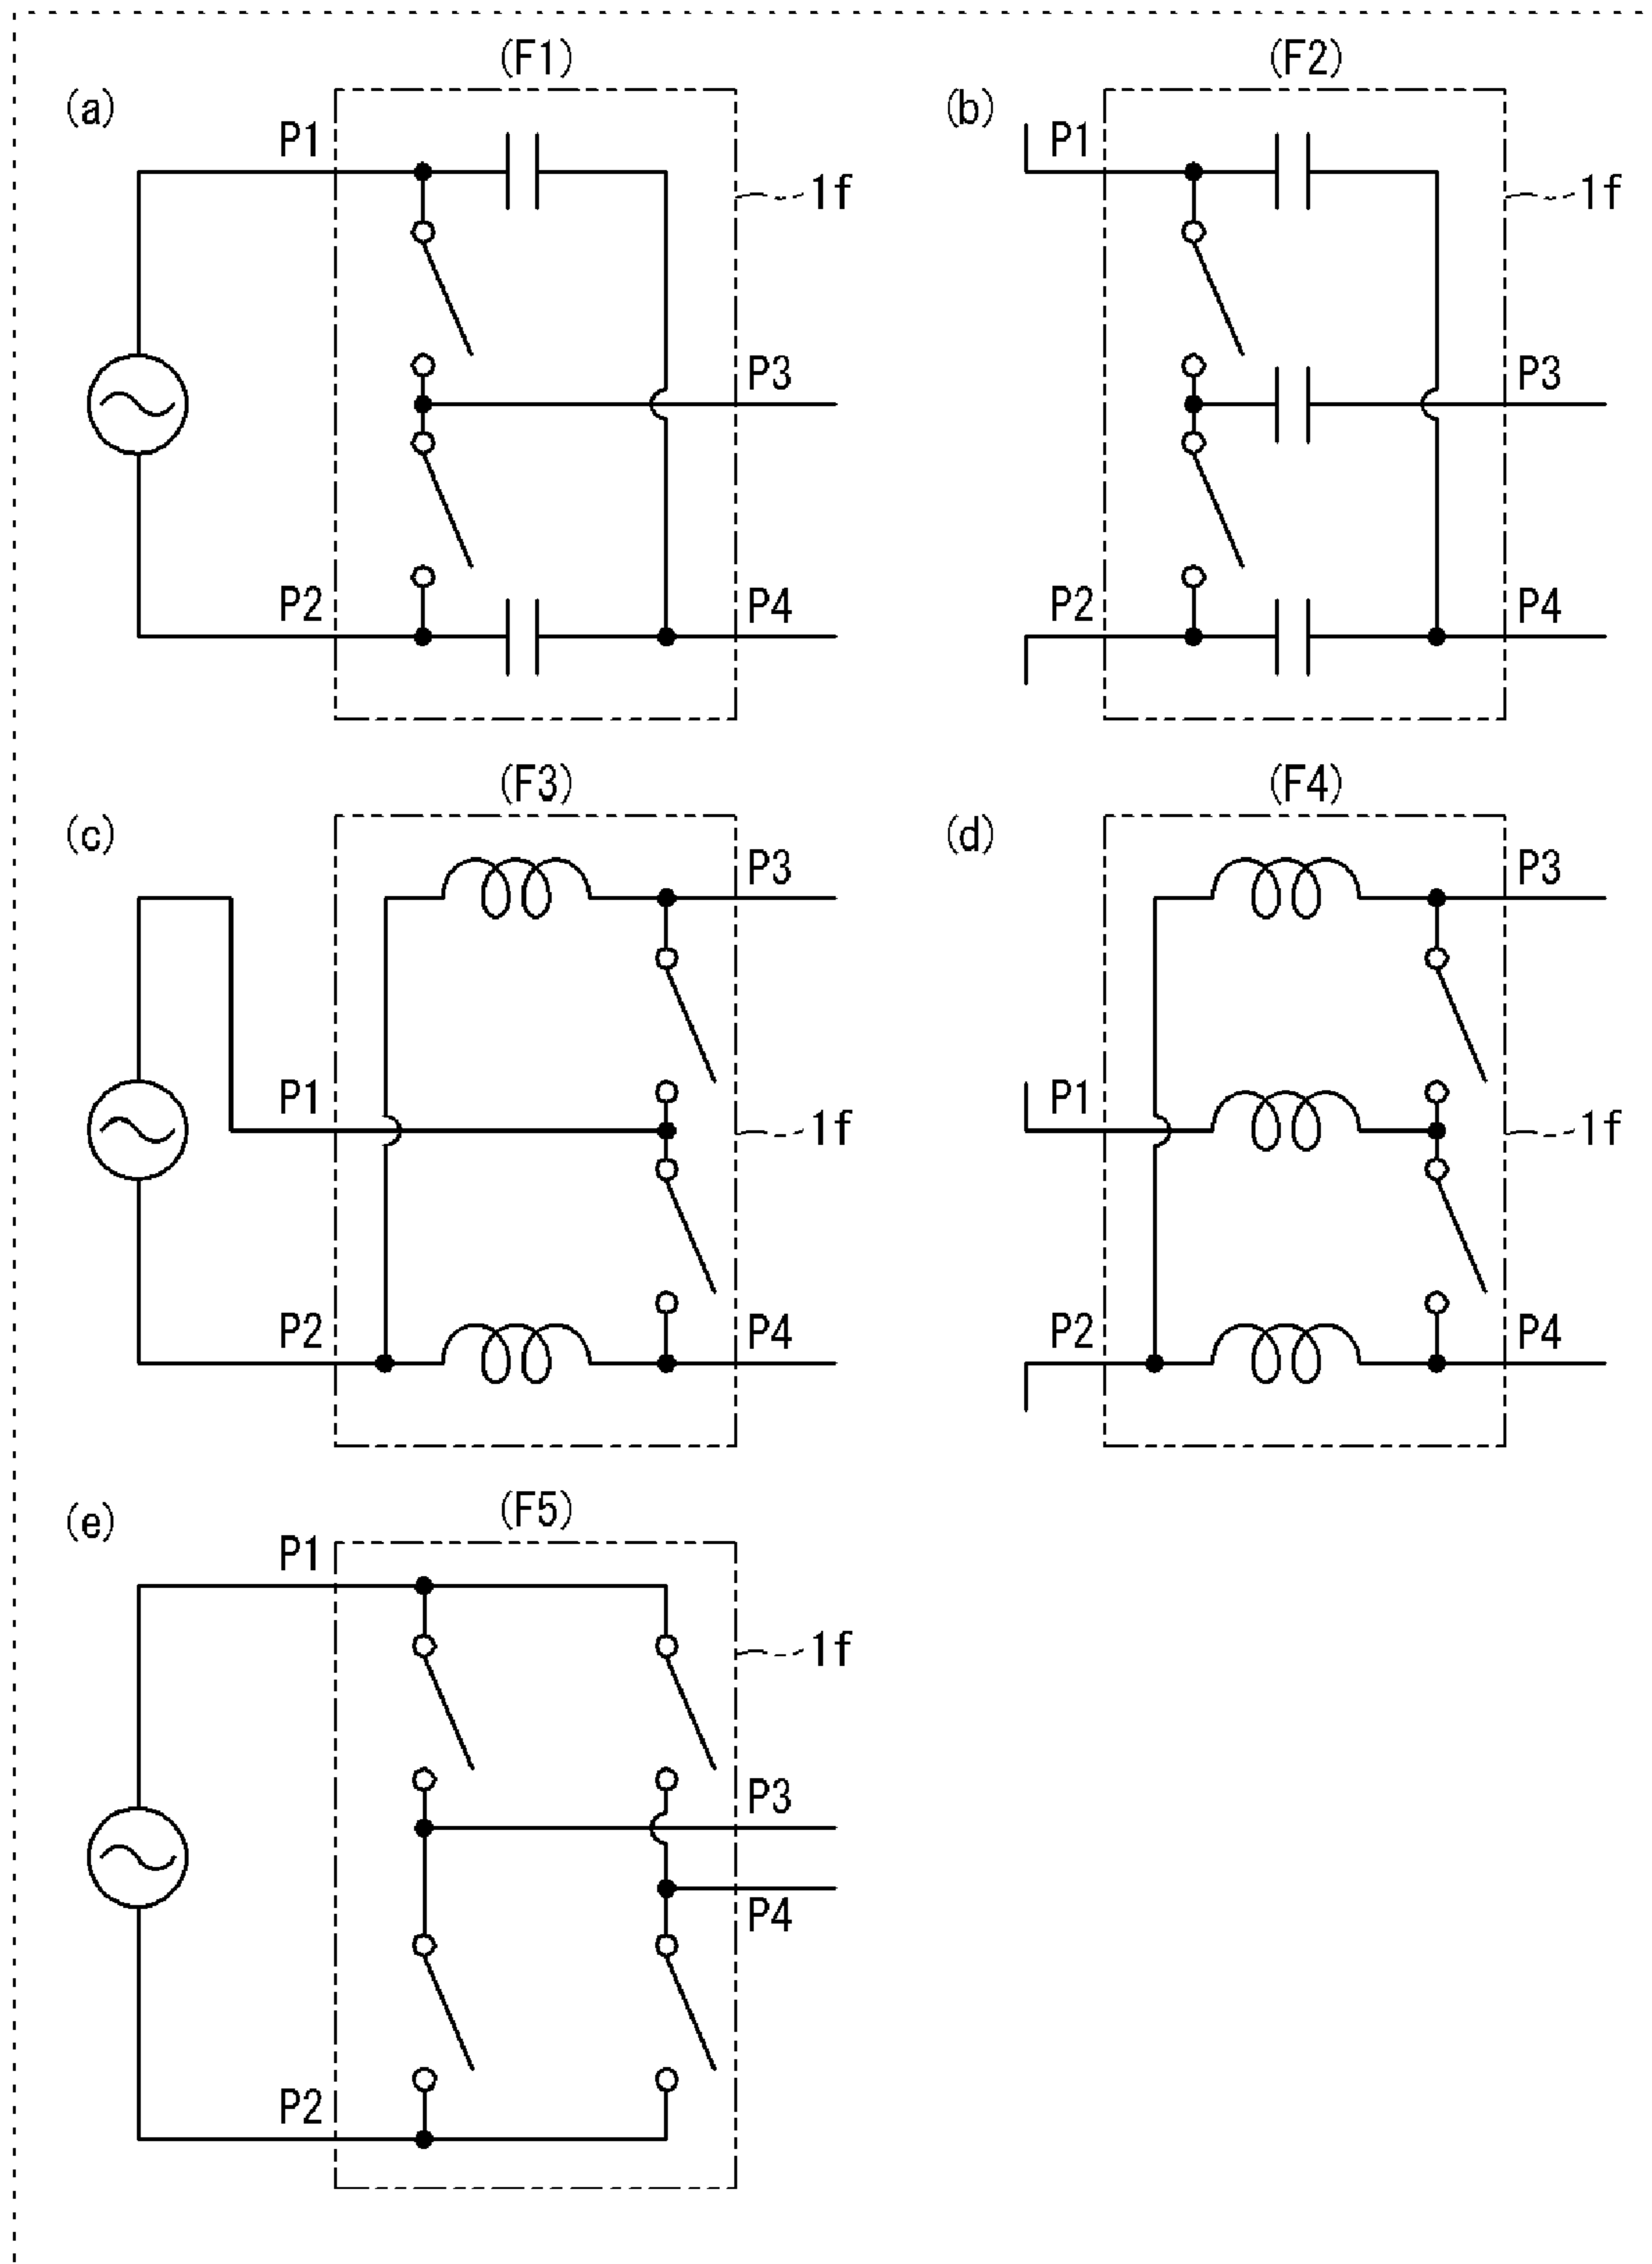 (F1)
(F2)
(a)
(b)
P1
P1
1f
1f
P3
P3
P2
P4
P2
P4
(F3)
(F4)
(c)
(d)
P3
P3
P1
P1
1f
1f
P2
P4
P2
P4
(F5)
(e)
P1
1f
P3
P4
P2